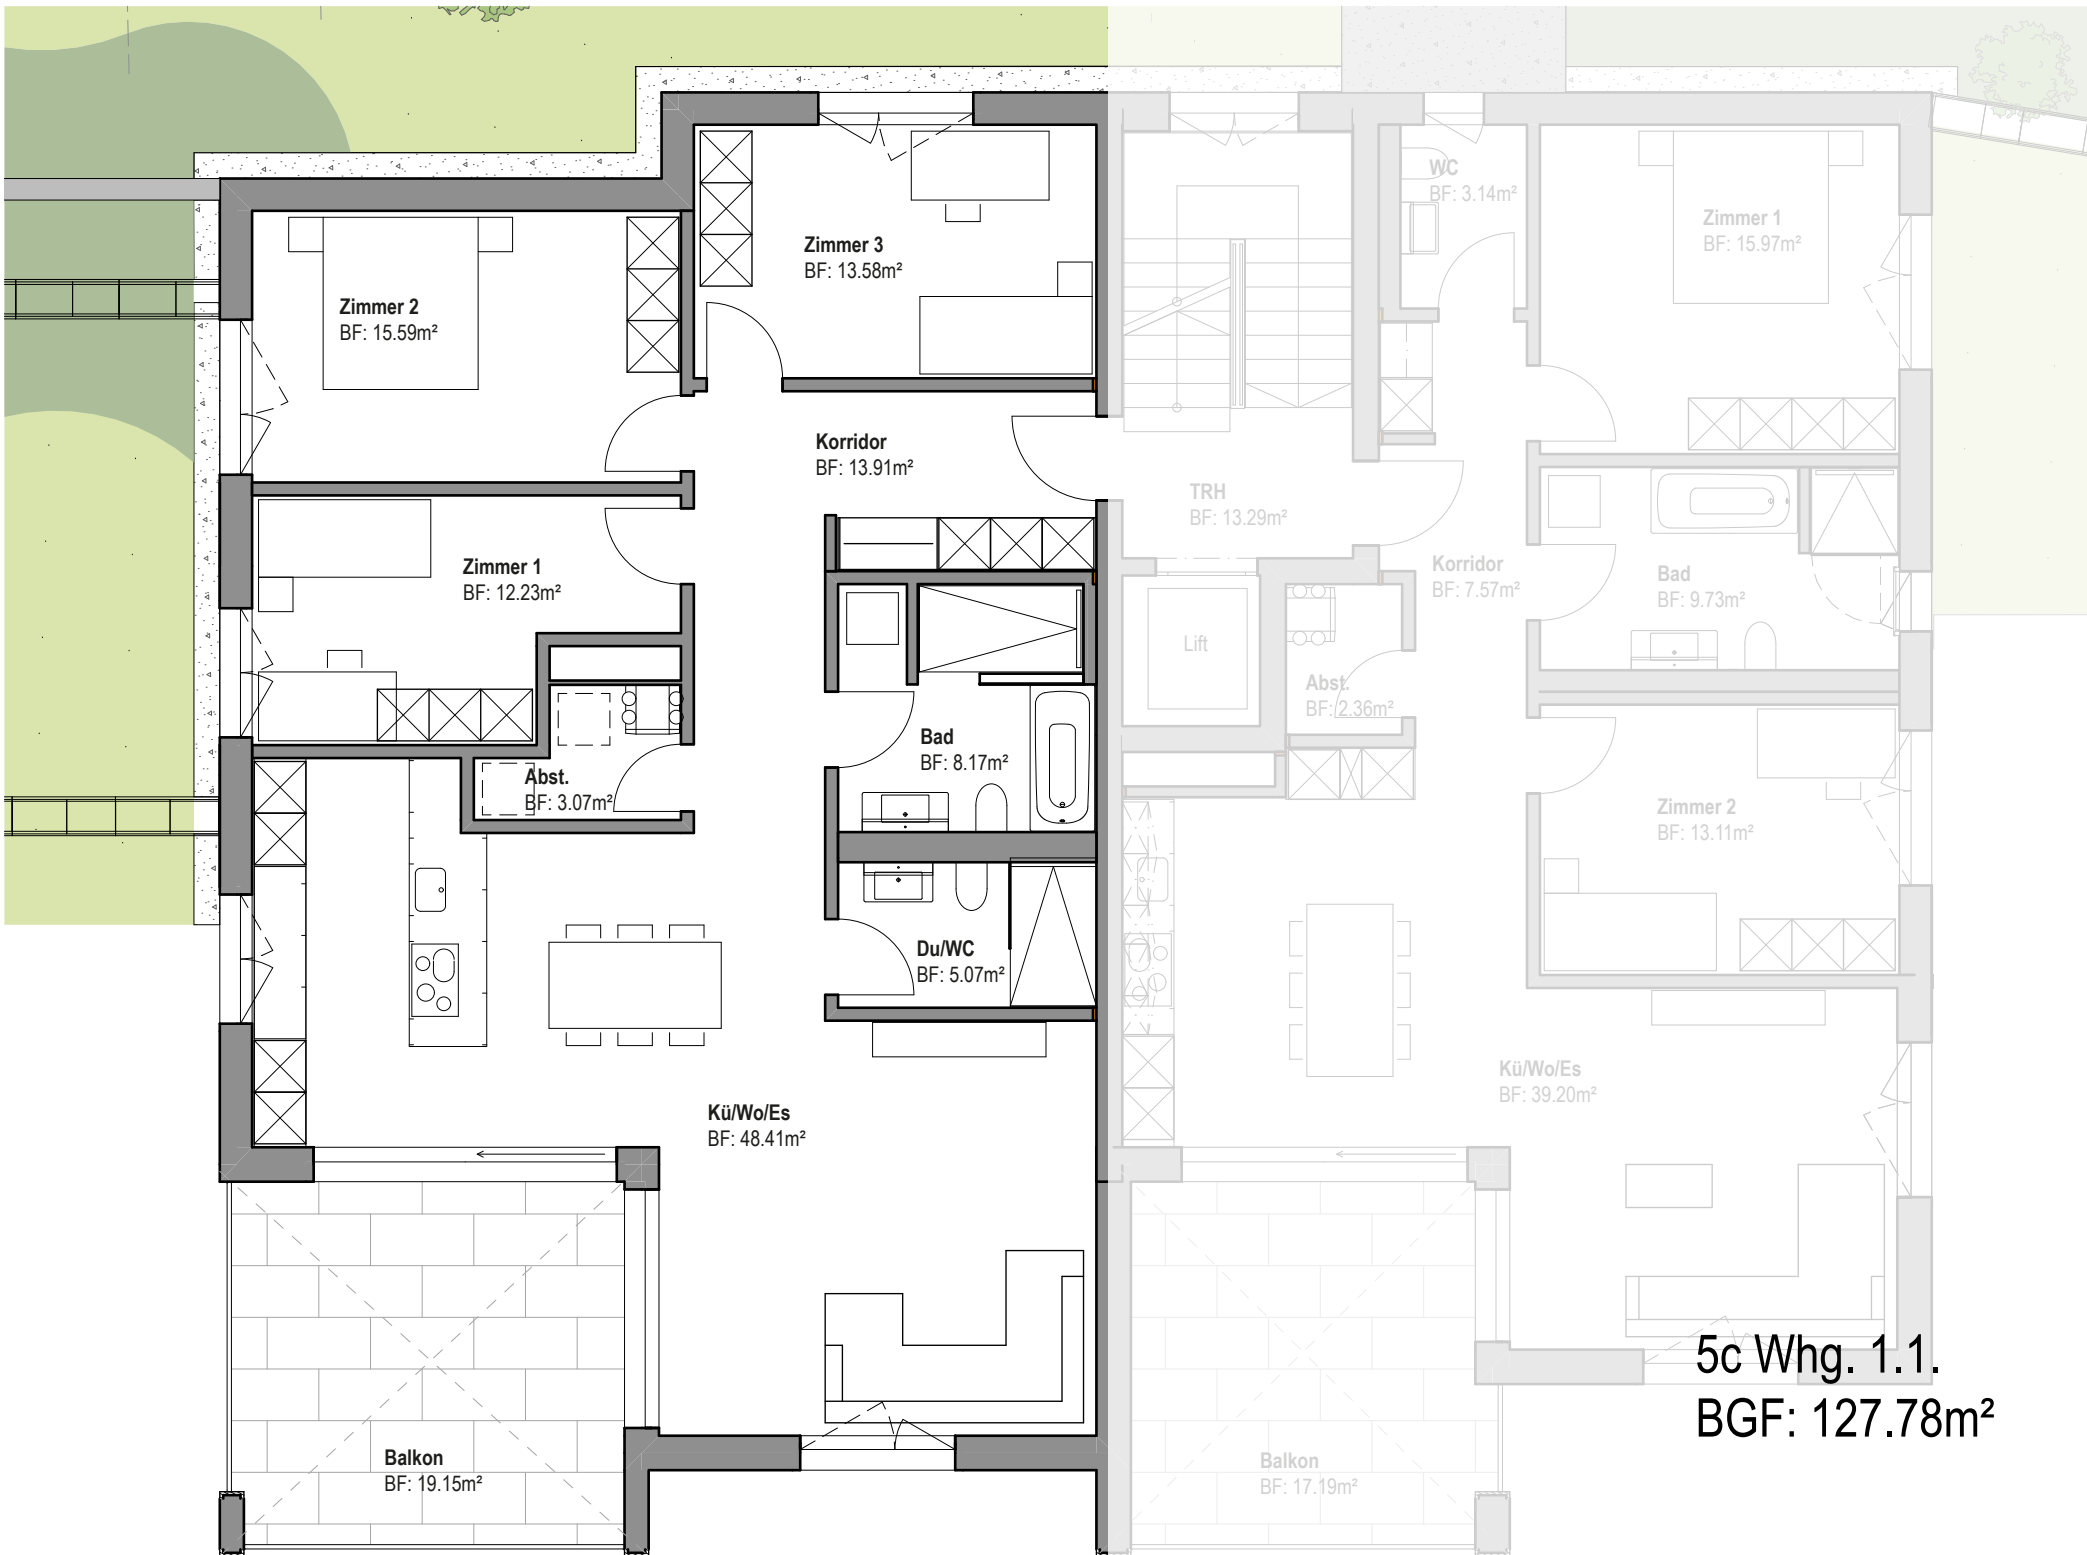 WC
BF: 3.14m²
Zimmer 1
BF: 15.97m²
Zimmer 3
BF: 13.58m²
Zimmer 2
BF: 15.59m²
Korridor
BF: 13.91m²
TRH
BF: 13.29m²
Zimmer 1
BF: 12.23m²
Korridor
BF: 7.57m²
Bad
BF: 9.73m²
Lift
Abst.
BF: 2.36m²
Bad
BF: 8.17m²
Abst.
BF: 3.07m²
Zimmer 2
BF: 13.11m²
Du/WC
BF: 5.07m²
Kü/Wo/Es
BF: 39.20m²
Kü/Wo/Es
BF: 48.41m²
5c Whg. 1.1.
BGF: 127.78m²
Balkon
BF: 19.15m²
Balkon
BF: 17.19m²